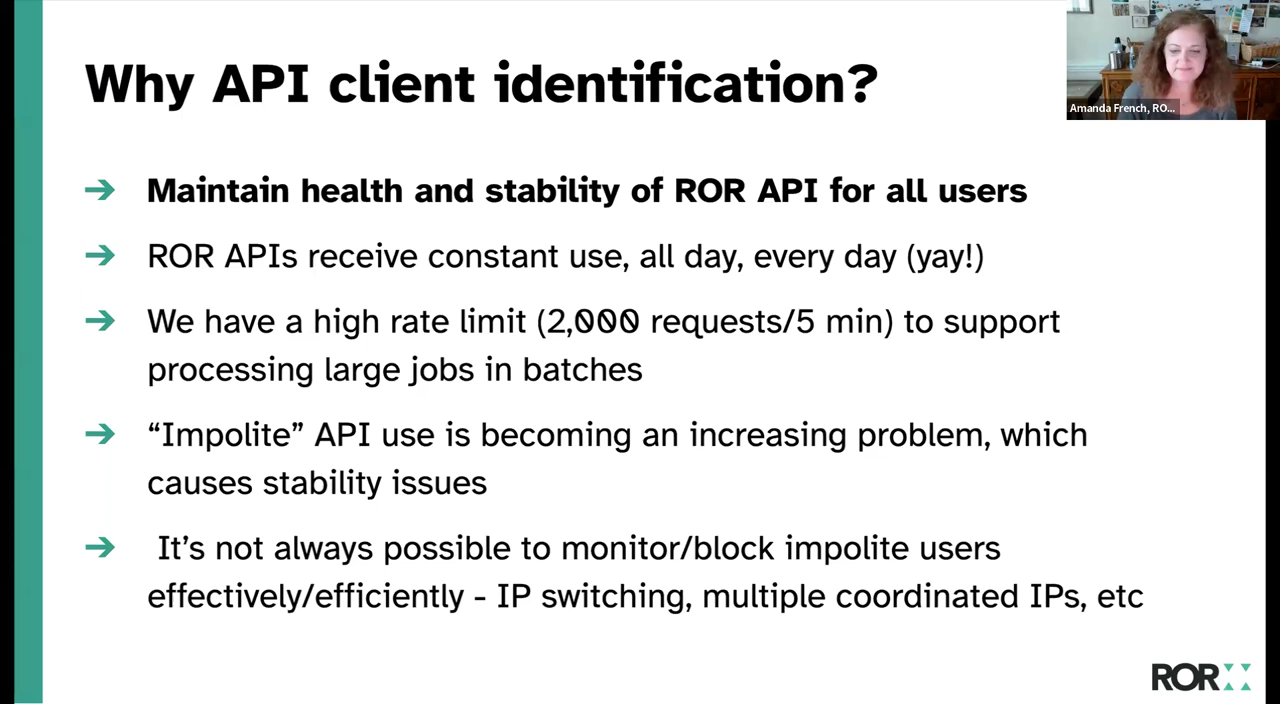 Why API client identification?
Amanda French, RO...
➔ Maintain health and stability of ROR API for all users
➔ ROR APIs receive constant use, all day, every day (yay!)
➔ We have a high rate limit (2,000 requests/5 min) to support
processing large jobs in batches
➔ “Impolite” API use is becoming an increasing problem, which
causes stability issues
➔ It’s not always possible to monitor/block impolite users
effectively/efficiently - IP switching, multiple coordinated IPs, etc
ROR